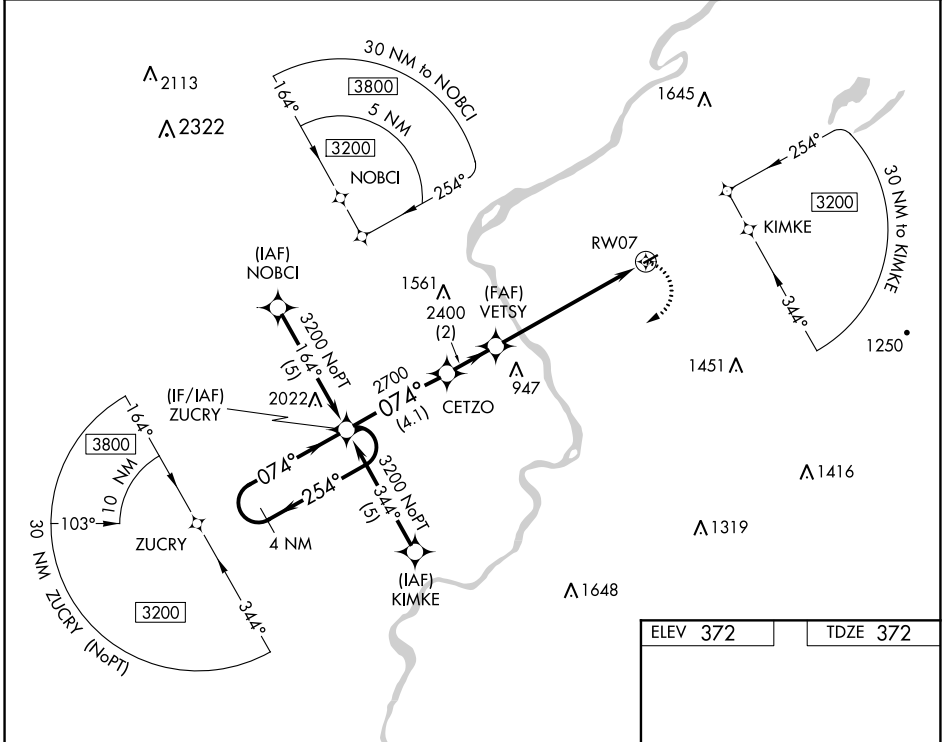 2113
2322
164°
30 NM to NOBCI
3800
5 NM
3200
NOBCI
254°
1645
254°
3200
30 NM to KIMKE
KIMKE
344°
1250
RW07
(IAF)
NOBCI
3200 NoPT
164°
(5)
1561
2400
(2)
(FAF)
VETSY
947
1451
(IF/IAF)
ZUCRY
2022
2700
074°
(4.1)
CETZO
074°
254°
4 NM
3200 NoPT
344°
(5)
(IAF)
KIMKE
164°
3800
10 NM
103°
ZUCRY
3200
344°
30 NM ZUCRY (NoPT)
1416
1319
1648
ELEV 372
TDZE 372